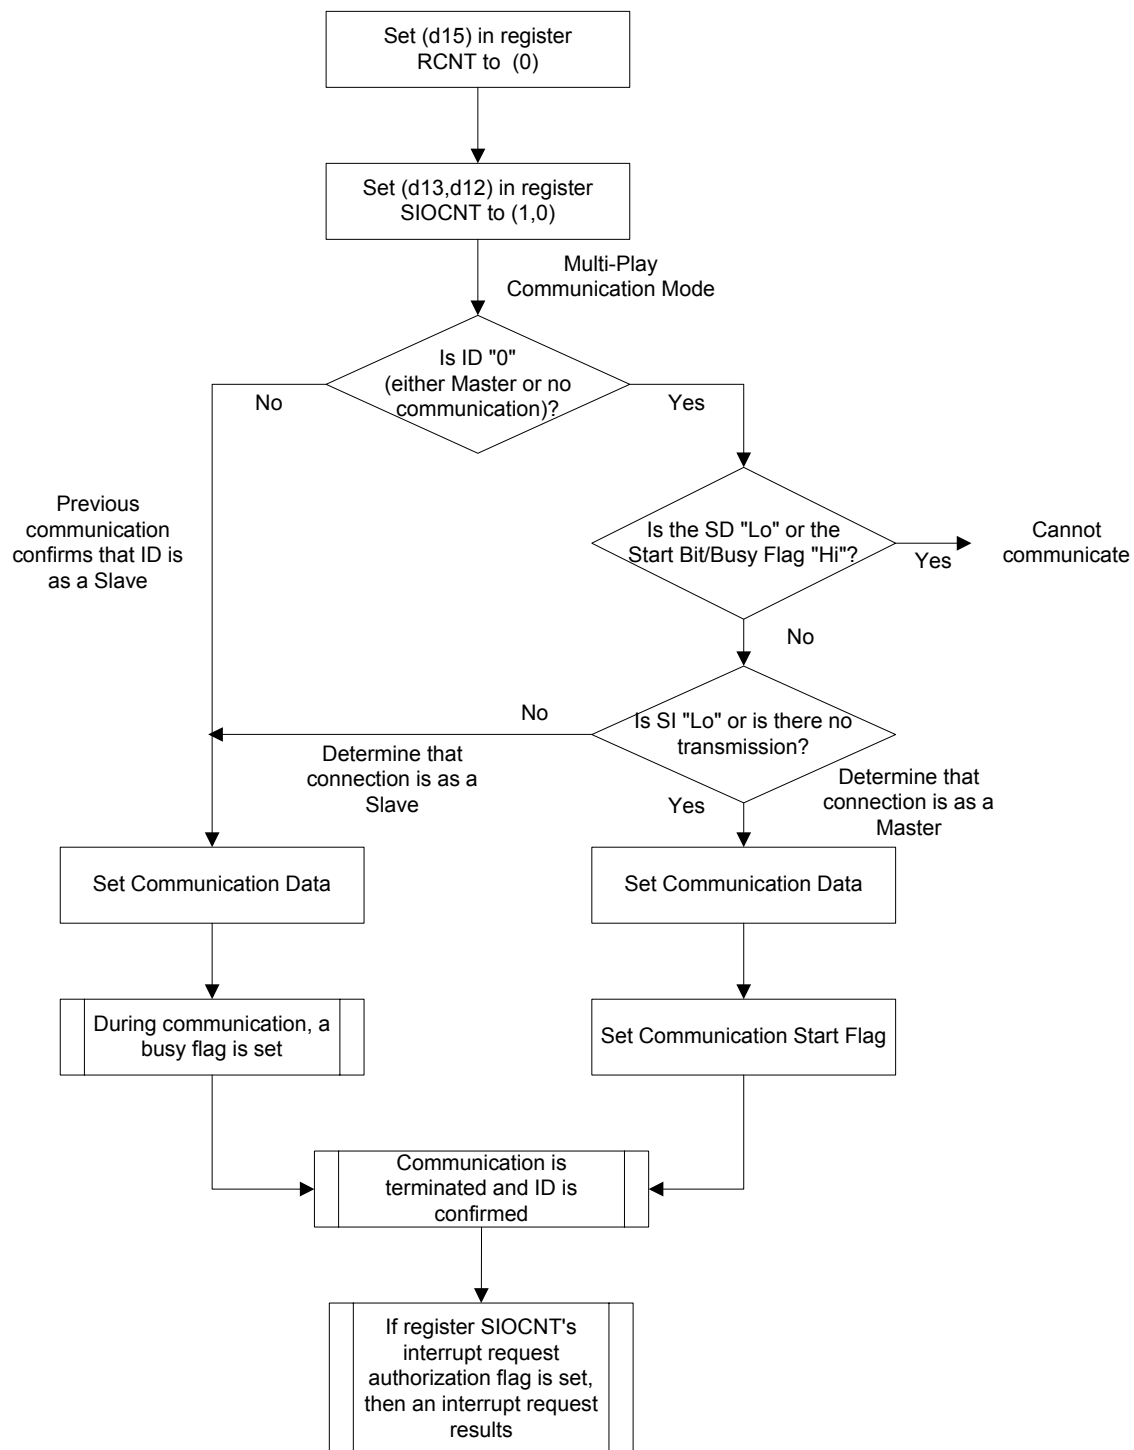 Set (d15) in register
RCNT to (0)
Set (d13,d12) in register
SIOCNT to (1,0)
Multi-Play
Communication Mode
Is ID "0"
(either Master or no
communication)?
No
Yes
Previous
communication
confirms that ID is
as a Slave
Is the SD "Lo" or the
Start Bit/Busy Flag "Hi"?
Yes
Cannot
communicate
No
Is SI "Lo" or is there no
transmission?
No
Determine that
connection is as a
Slave
Yes
Determine that
connection is as a
Master
Set Communication Data
Set Communication Data
During communication, a
busy flag is set
Set Communication Start Flag
Communication is
terminated and ID is
confirmed
If register SIOCNT's
interrupt request
authorization flag is set,
then an interrupt request
results